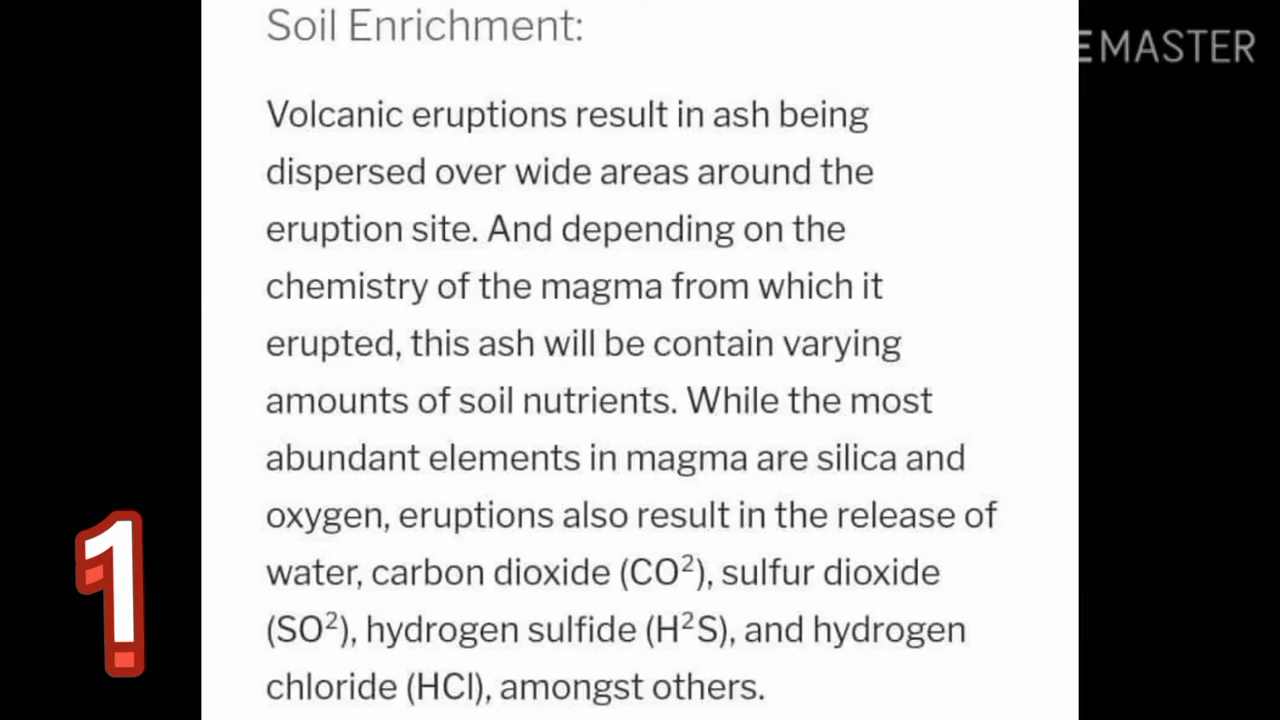 Soil Enrichment:
EMASTER
Volcanic eruptions result in ash being
dispersed over wide areas around the
eruption site. And depending on the
chemistry of the magma from which it
erupted, this ash will be contain varying
amounts of soil nutrients. While the most
abundant elements in magma are silica and
oxygen, eruptions also result in the release of
water, carbon dioxide (CO²), sulfur dioxide
(SO²), hydrogen sulfide (H²S), and hydrogen
chloride (HCl), amongst others.
1